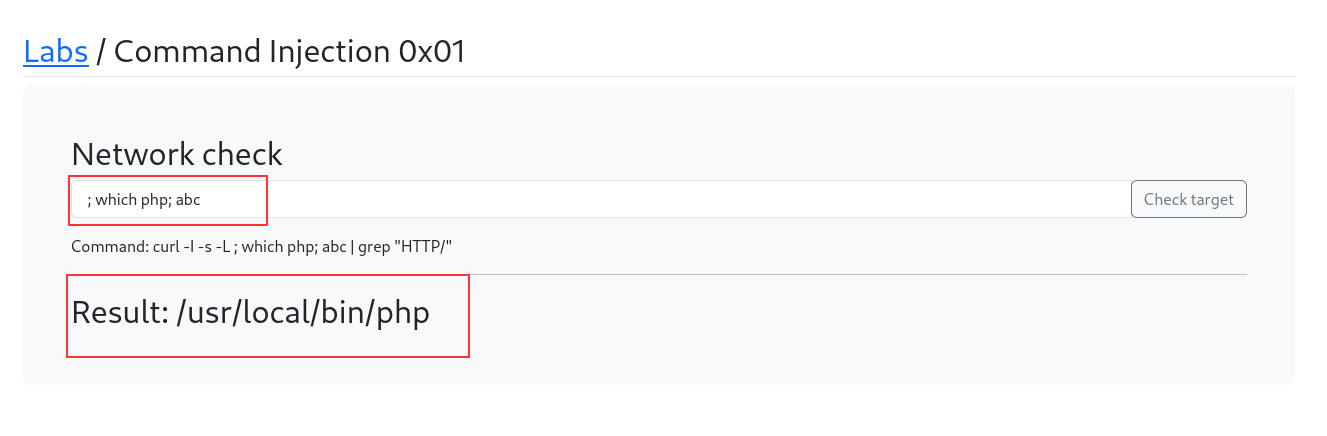 Labs / Command Injection 0x01
Network check
; which php; abc
Check target
Command: curl -I -s -L ; which php; abc | grep "HTTP/"
Result: /usr/local/bin/php